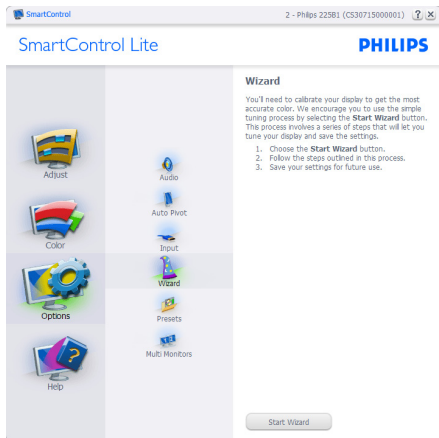 SmartControl
2 - Philips 225B1 (CS30715000001)
SmartControl Lite
PHILIPS
Adjust
Color
Options
Help
Audio
Auto Pivot
Input
Wizard
Presets
Multi Monitors
Wizard
You'll need to calibrate your display to get the most
accurate color. We encourage you to use the simple
tuning process by selecting the Start Wizard button.
This process involves a series of steps that will let you
tune your display and save the settings.
1. Choose the Start Wizard button.
2. Follow the steps outlined in this process.
3. Save your settings for future use.
Start Wizard